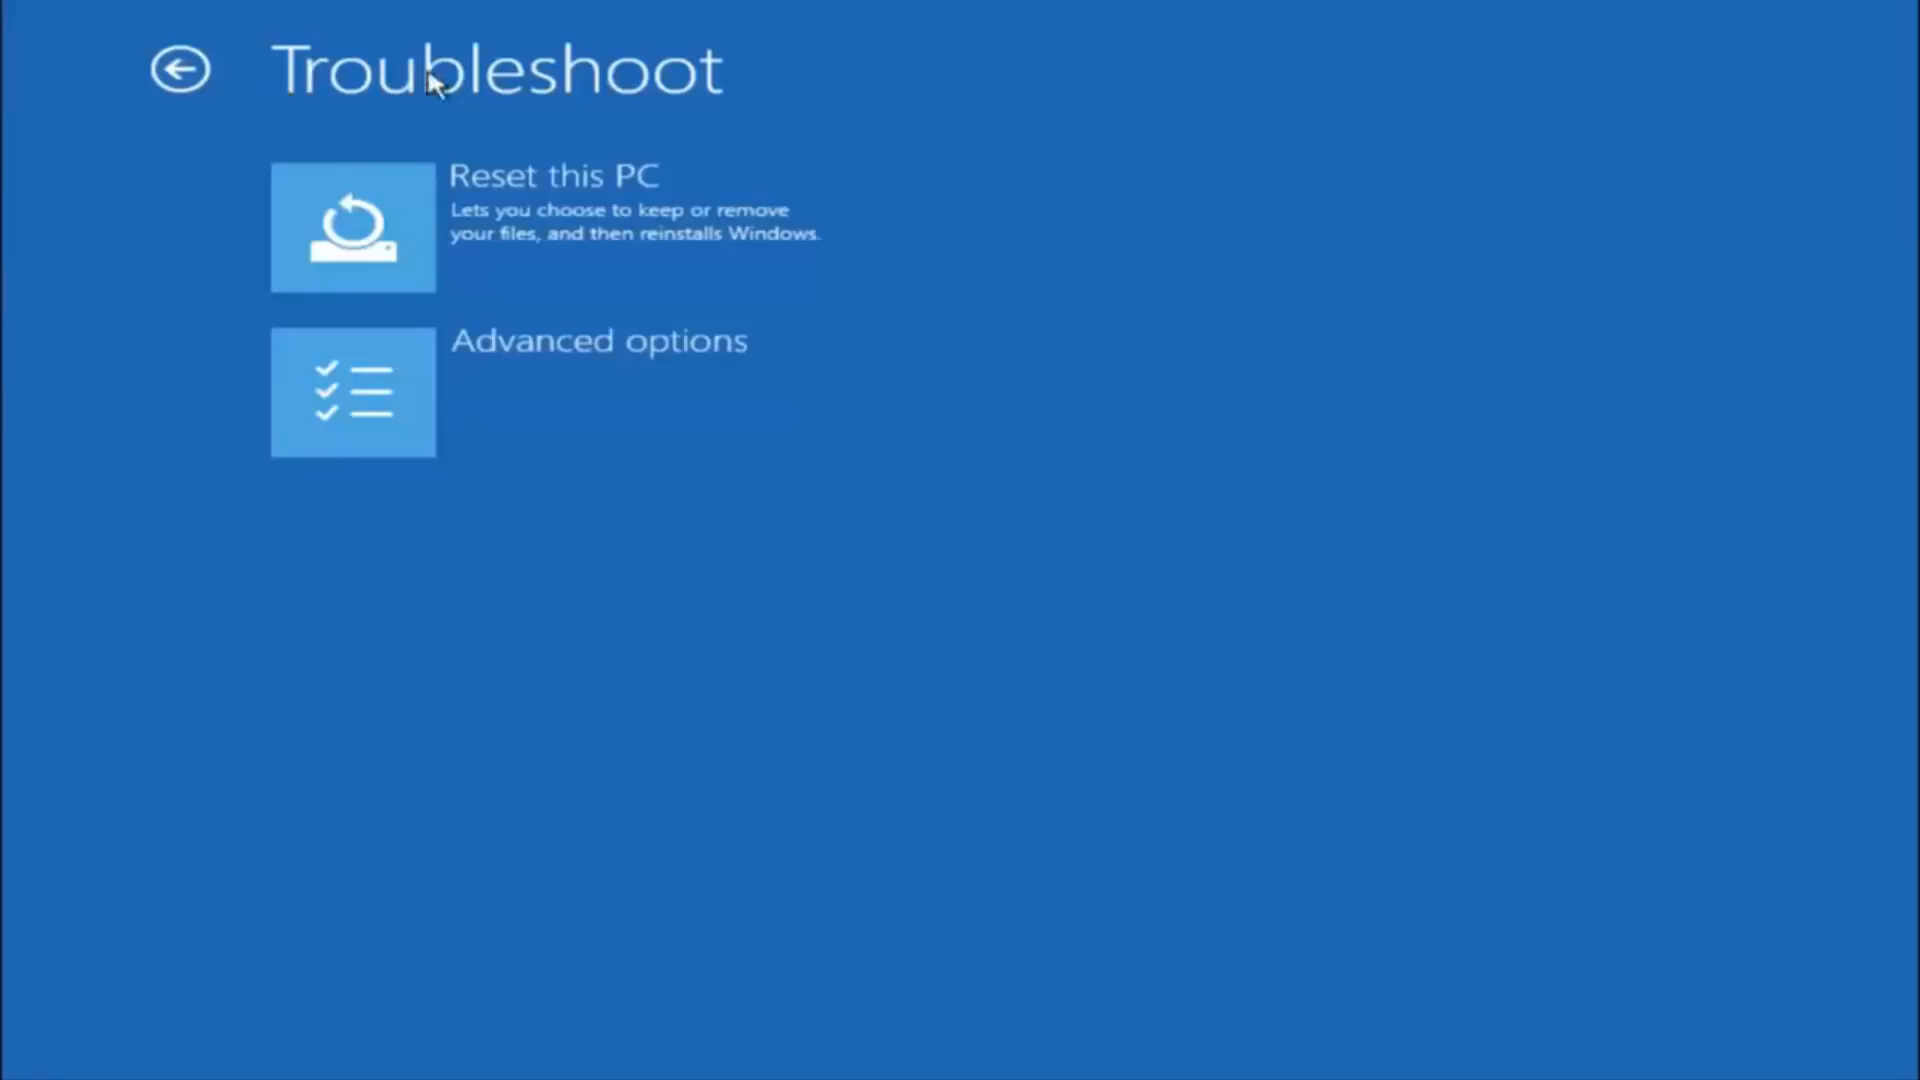 Troubleshoot
Reset this PC
Lets you choose to keep or remove
your files, and then reinstalls Windows.
Advanced options